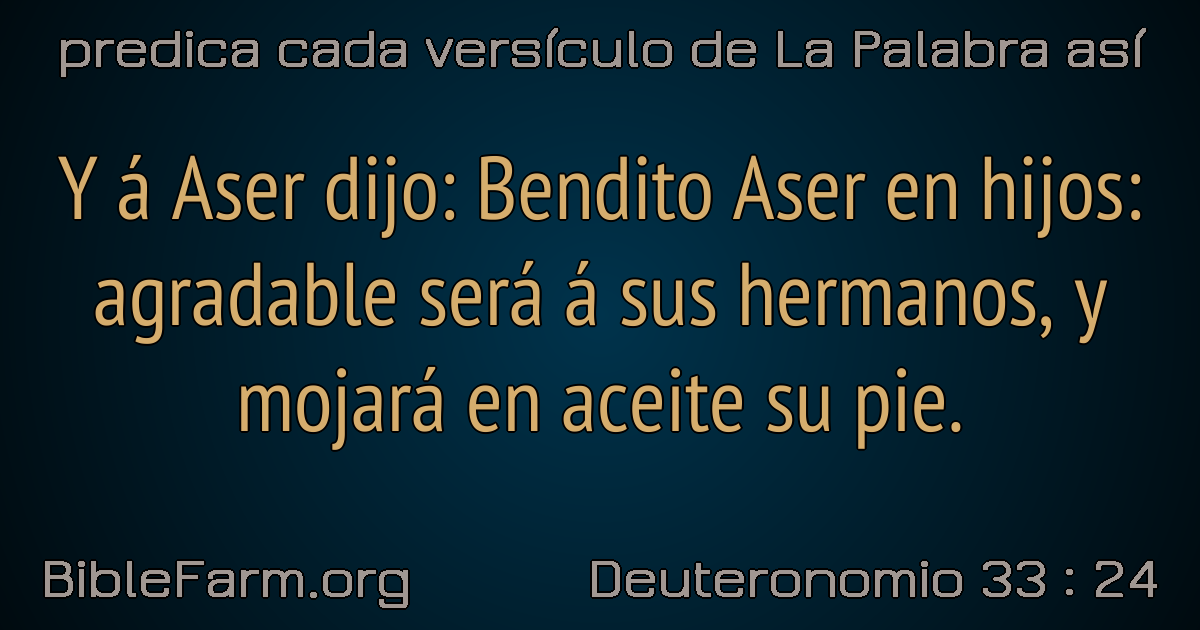 predica cada versículo de La Palabra así
Y á Aser dijo: Bendito Aser en hijos:
agradable será á sus hermanos, y
mojará en aceite su pie.
BibleFarm.org
Deuteronomio 33 : 24